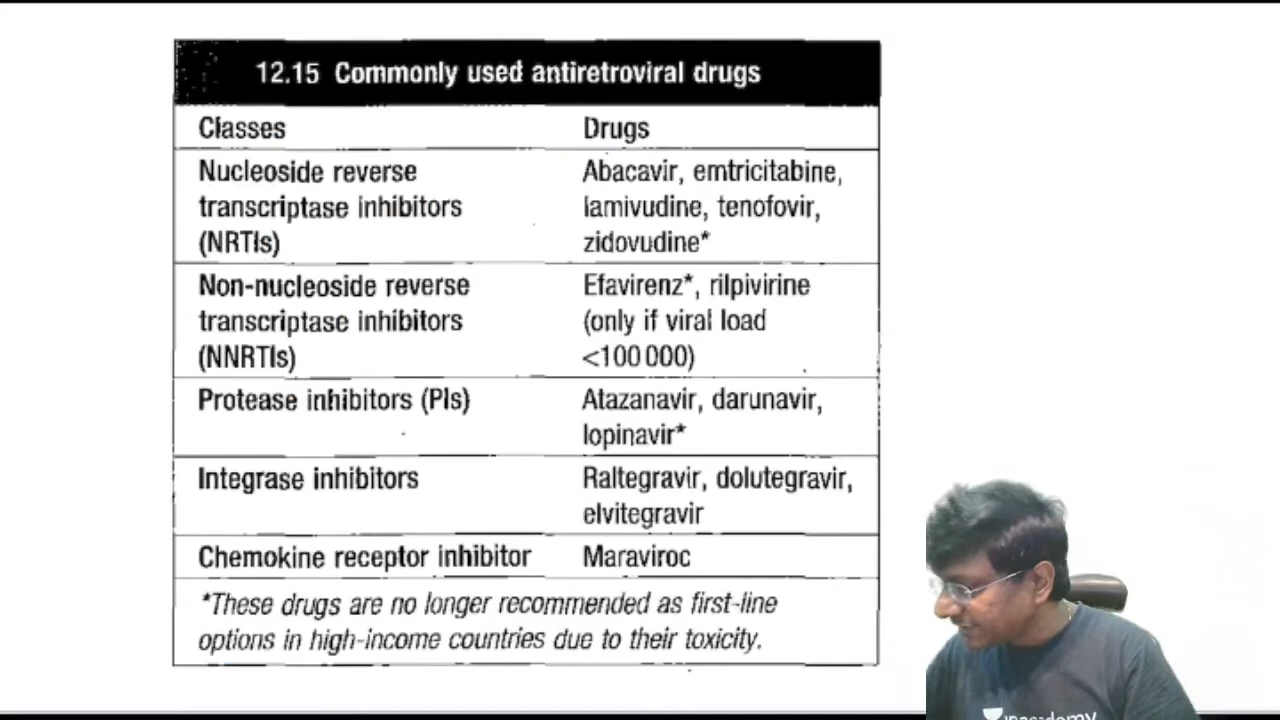 12.15 Commonly used antiretroviral drugs
Classes Drugs
Nucleoside reverse Abacavir, emtricitabine,
transcriptase inhibitors lamivudine, tenofovir,
(NRTIs) zidovudine*
Non-nucleoside reverse Efavirenz*, rilpivirine
transcriptase inhibitors (only if viral load
(NNRTIs) <100 000)
Protease inhibitors (PIs) Atazanavir, darunavir,
lopinavir*
Integrase inhibitors Raltegravir, dolutegravir,
elvitegravir
Chemokine receptor inhibitor Maraviroc
*These drugs are no longer recommended as first-line
options in high-income countries due to their toxicity.